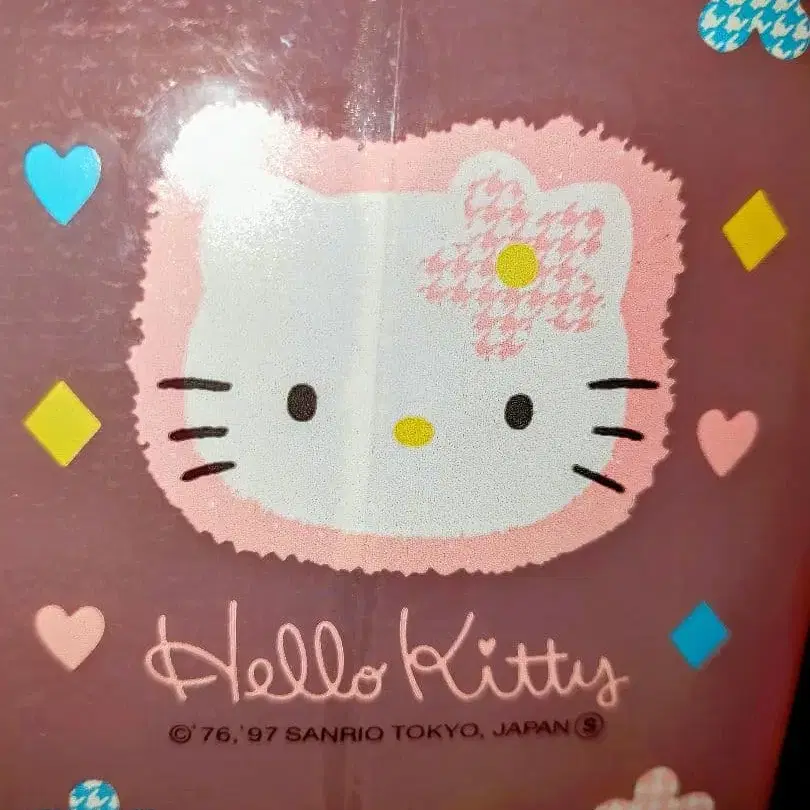 Hello Kitty
©'76,'97 SANRIO TOKYO, JAPAN Ⓢ